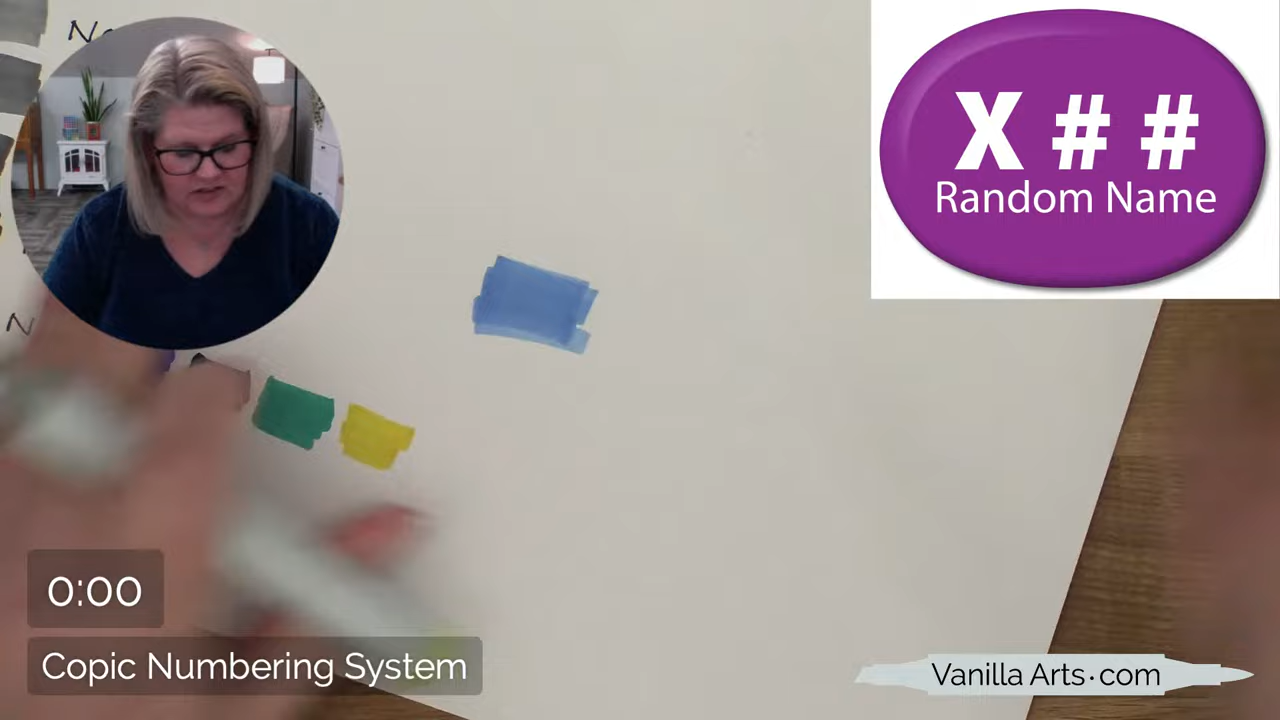 X # #
Random Name
0:00
Copic Numbering System
Vanilla Arts•com